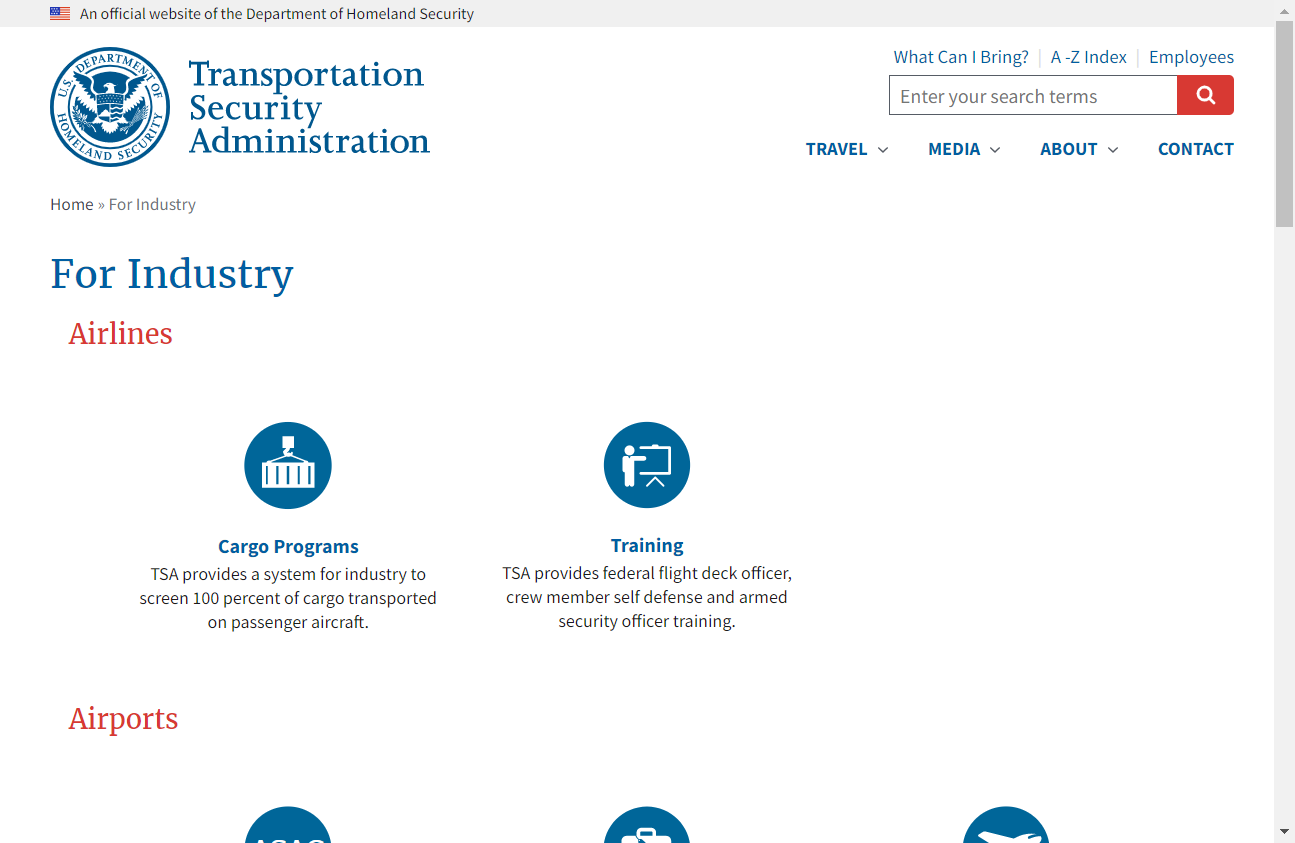 An official website of the Department of Homeland Security
U.S. DEPARTMENT OF
HOMELAND SECURITY
Transportation
Security
Administration
What Can I Bring?
A -Z Index
Employees
Enter your search terms
TRAVEL
MEDIA
ABOUT
CONTACT
Home » For Industry
For Industry
Airlines
Cargo Programs
TSA provides a system for industry to
screen 100 percent of cargo transported
on passenger aircraft.
Training
TSA provides federal flight deck officer,
crew member self defense and armed
security officer training.
Airports